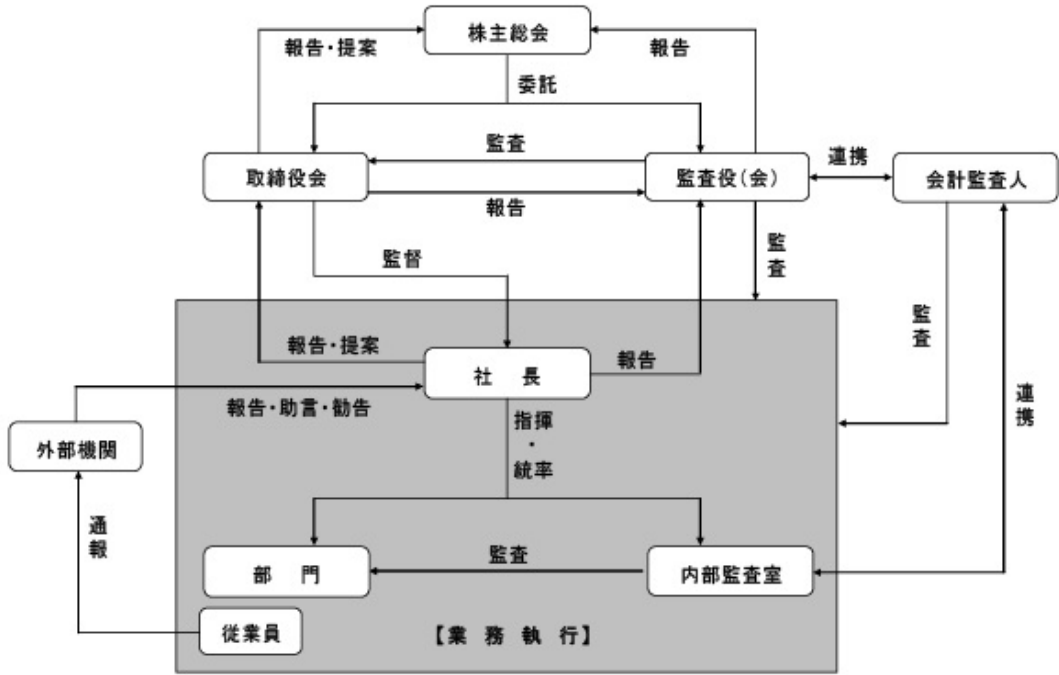 株主総会
報告・提案
報告
委託
監査
取締役会
監査役(会)
連携
会計監査人
報告
監督
監査
監査
報告・提案
社　長
報告
報告・助言・勧告
指揮・統率
連携
外部機関
通報
部　門
監査
内部監査室
従業員
【業 務 執 行】